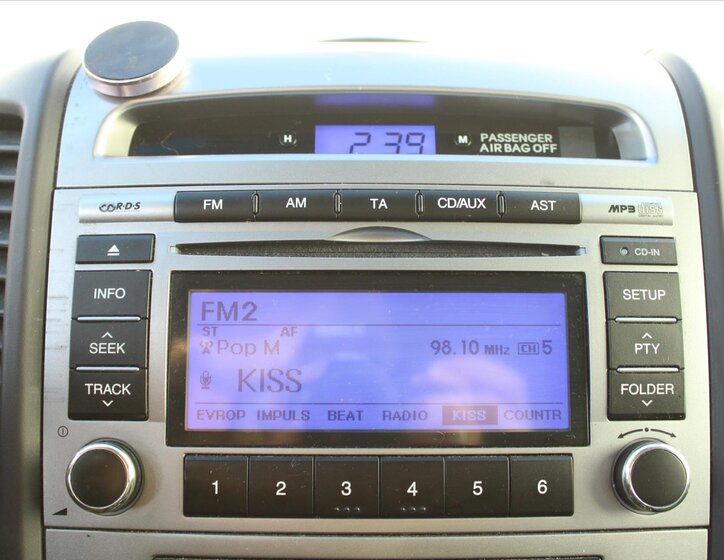 H 2 39 M PASSENGER
AIR BAG OFF
CD R·D·S FM AM TA CD/AUX AST MP3
CD-IN
INFO
SEEK
TRACK
FM2
ST AF
Pop M 98.10 MHz CH 5
KISS
EVROP IMPULS BEAT RADIO KISS COUNTR
SETUP
PTY
FOLDER
1 2 3 4 5 6